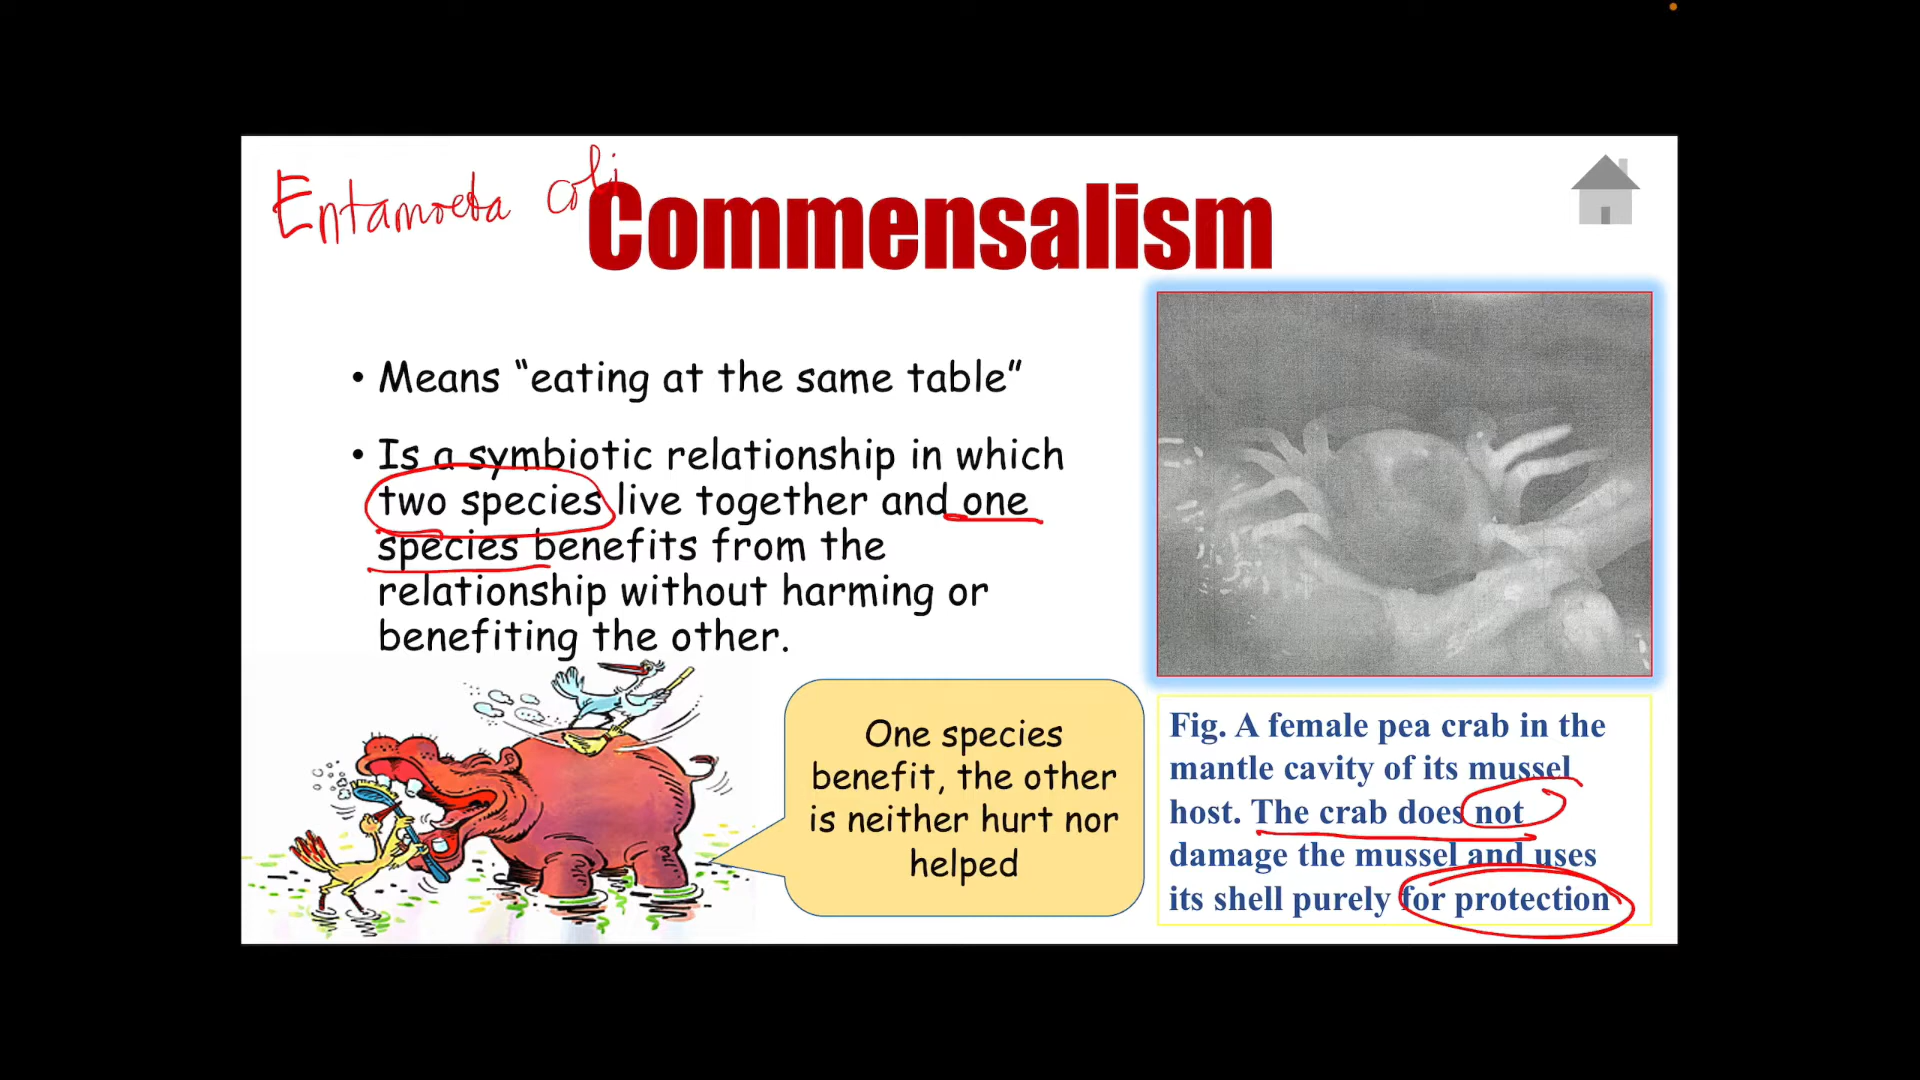 Entamoeba coli
Commensalism
• Means “eating at the same table”
• Is a symbiotic relationship in which
two species live together and one
species benefits from the
relationship without harming or
benefiting the other.
One species
benefit, the other
is neither hurt nor
helped
Fig. A female pea crab in the
mantle cavity of its mussel
host. The crab does not
damage the mussel and uses
its shell purely for protection